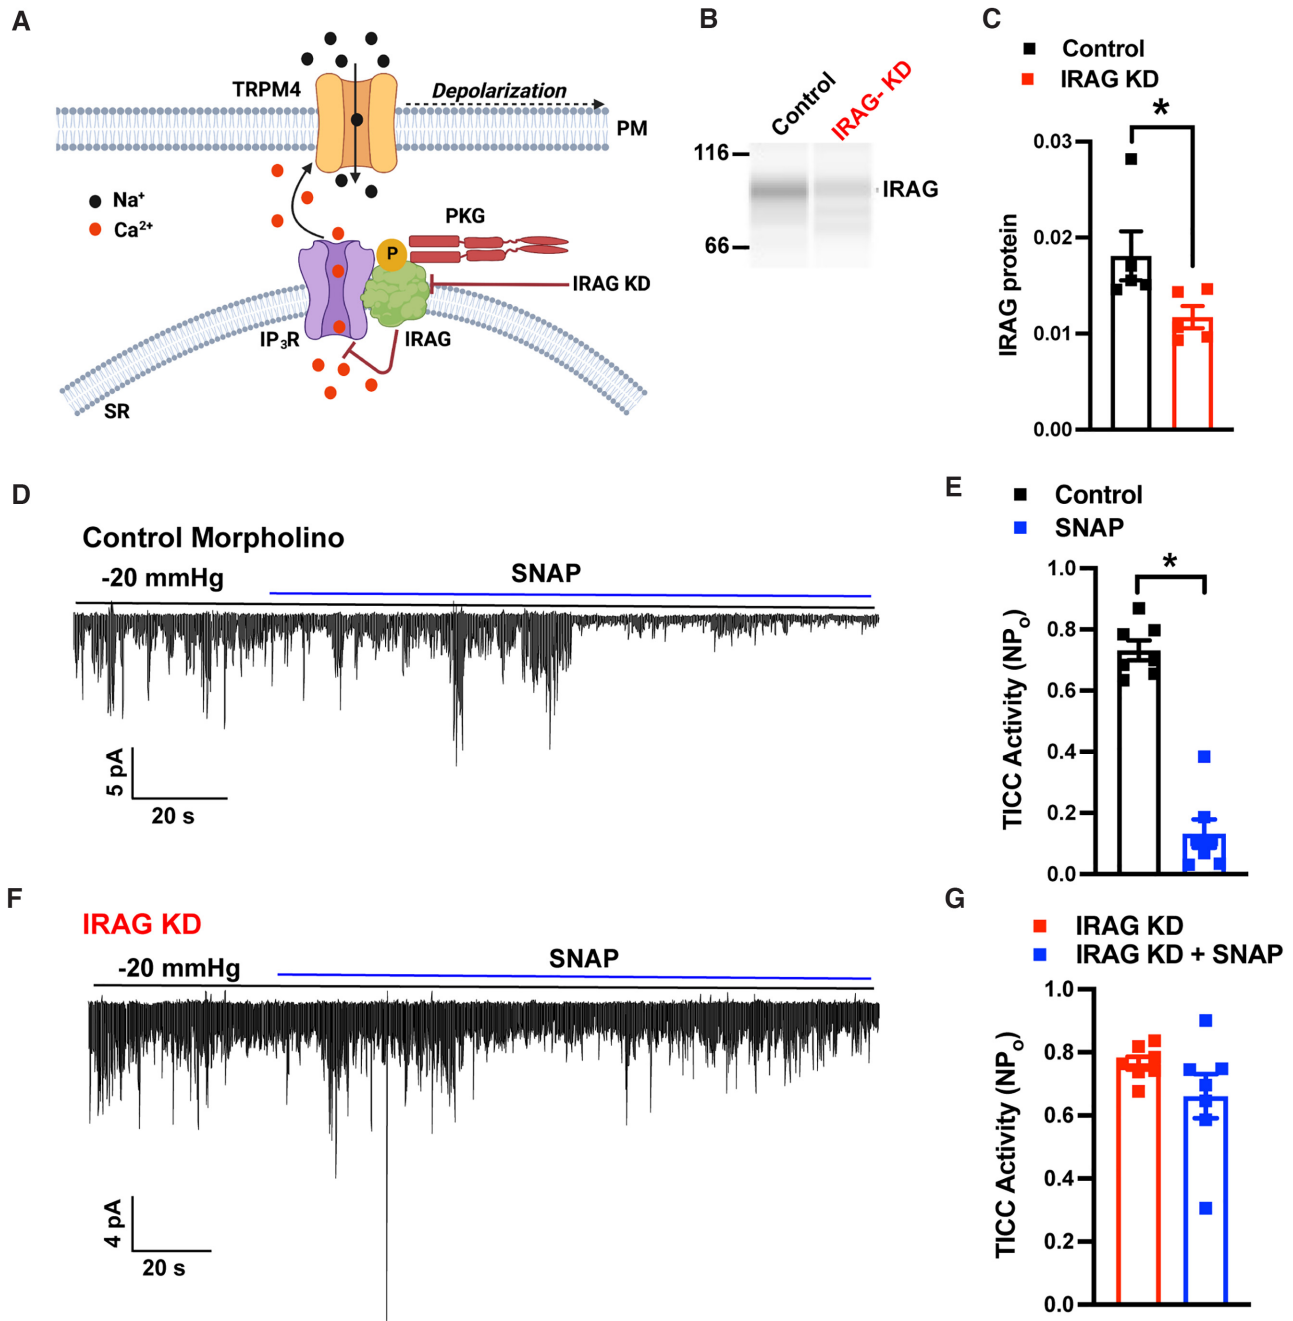 A
TRPM4
Depolarization
PM
Na+
Ca2+
P
PKG
IRAG KD
IP3R
IRAG
SR
B
Control
IRAG- KD
116
IRAG
66
C
Control
IRAG KD
*
0.03
0.02
0.01
0.00
IRAG protein
D
Control Morpholino
-20 mmHg
SNAP
5 pA
20 s
E
Control
SNAP
*
1.0
0.8
0.6
0.4
0.2
0.0
TICC Activity (NPo)
F
IRAG KD
-20 mmHg
SNAP
4 pA
20 s
G
IRAG KD
IRAG KD + SNAP
1.0
0.8
0.6
0.4
0.2
0.0
TICC Activity (NPo)